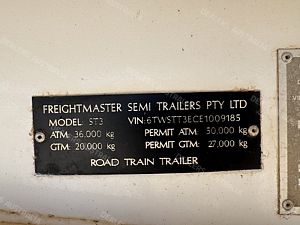 FREIGHTMASTER SEMI TRAILERS PTY LTD
MODEL ST3 VIN:6TWSTT3ECE1009185
ATM: 36,000 kg PERMIT ATM: 50,000 kg
GTM: 20,000 kg PERMIT GTM: 27,000 kg
ROAD TRAIN TRAILER